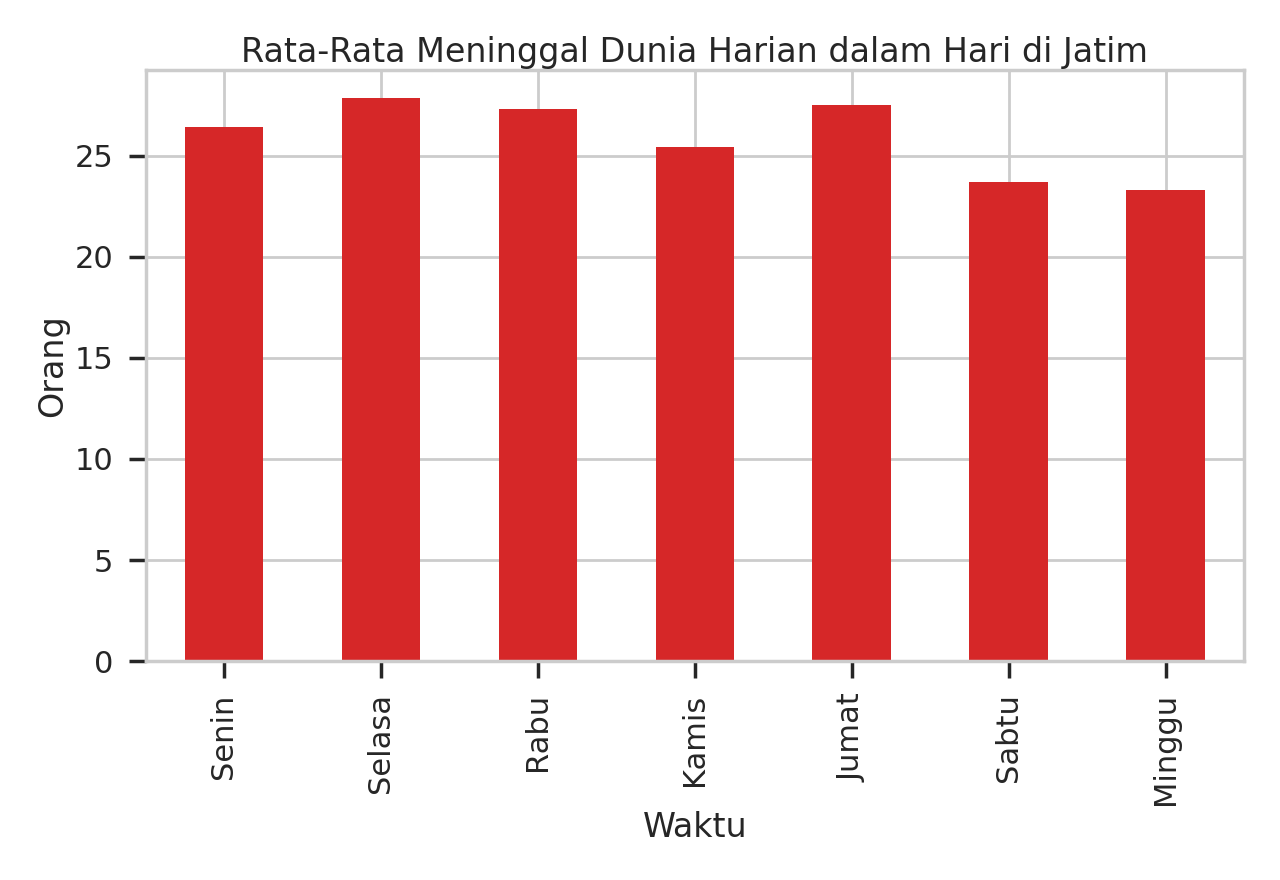 Rata-Rata Meninggal Dunia Harian dalam Hari di Jatim
Orang
25
20
15
10
5
0
Senin
Selasa
Rabu
Kamis
Jumat
Sabtu
Minggu
Waktu